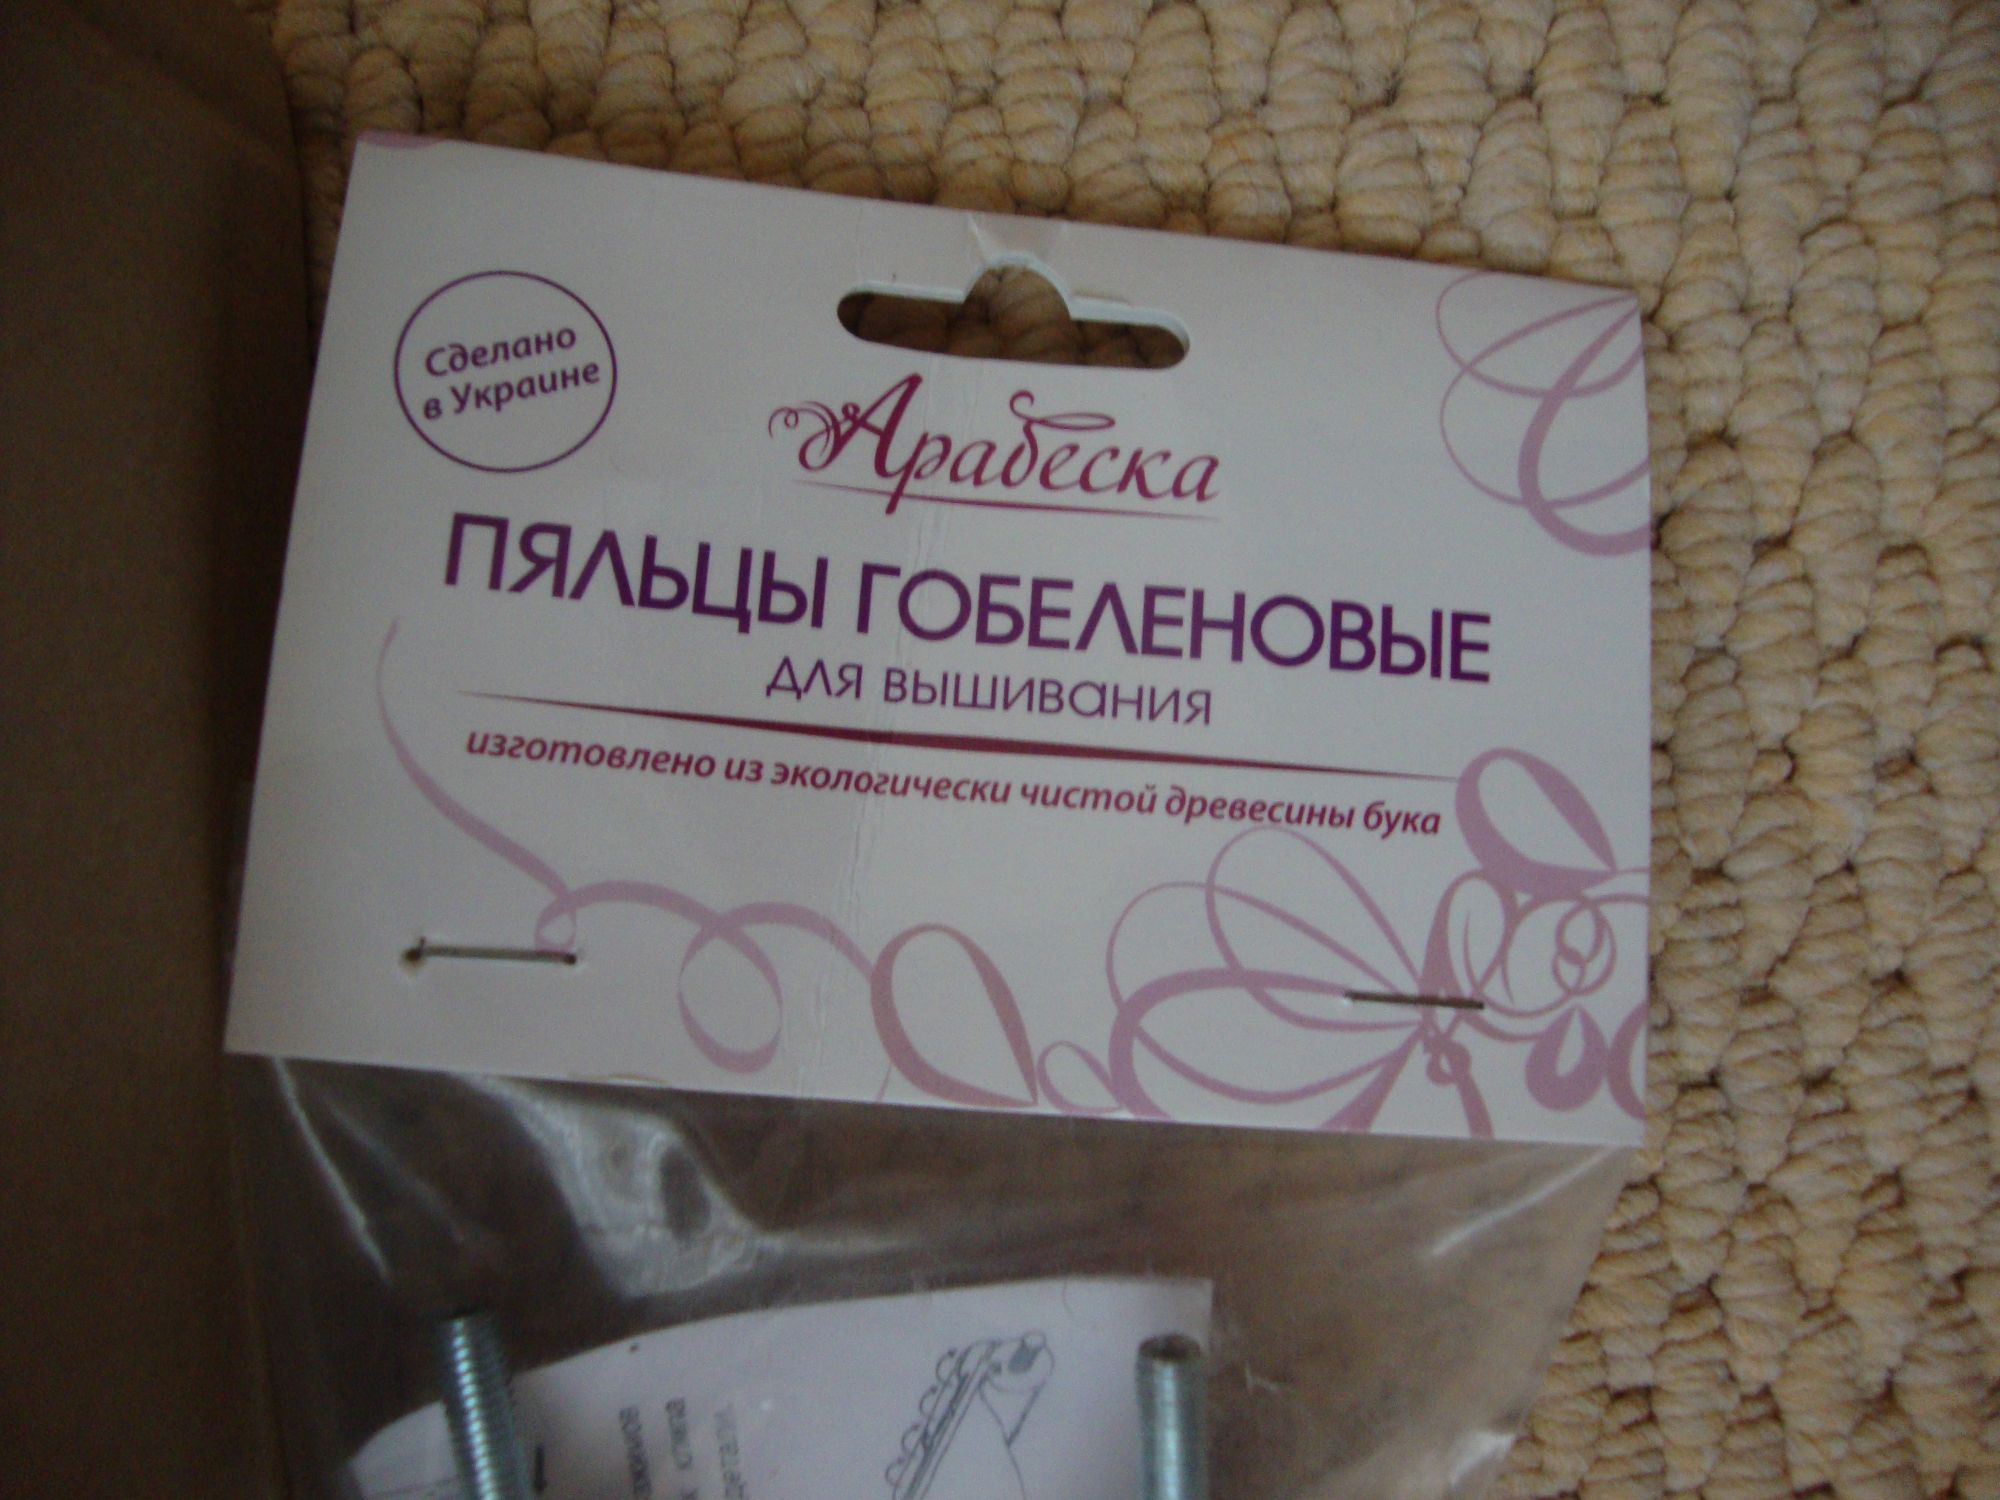 Сделано
в Украине
Арабеска
ПЯЛЬЦЫ ГОБЕЛЕНОВЫЕ
ДЛЯ ВЫШИВАНИЯ
изготовлено из экологически чистой древесины бука